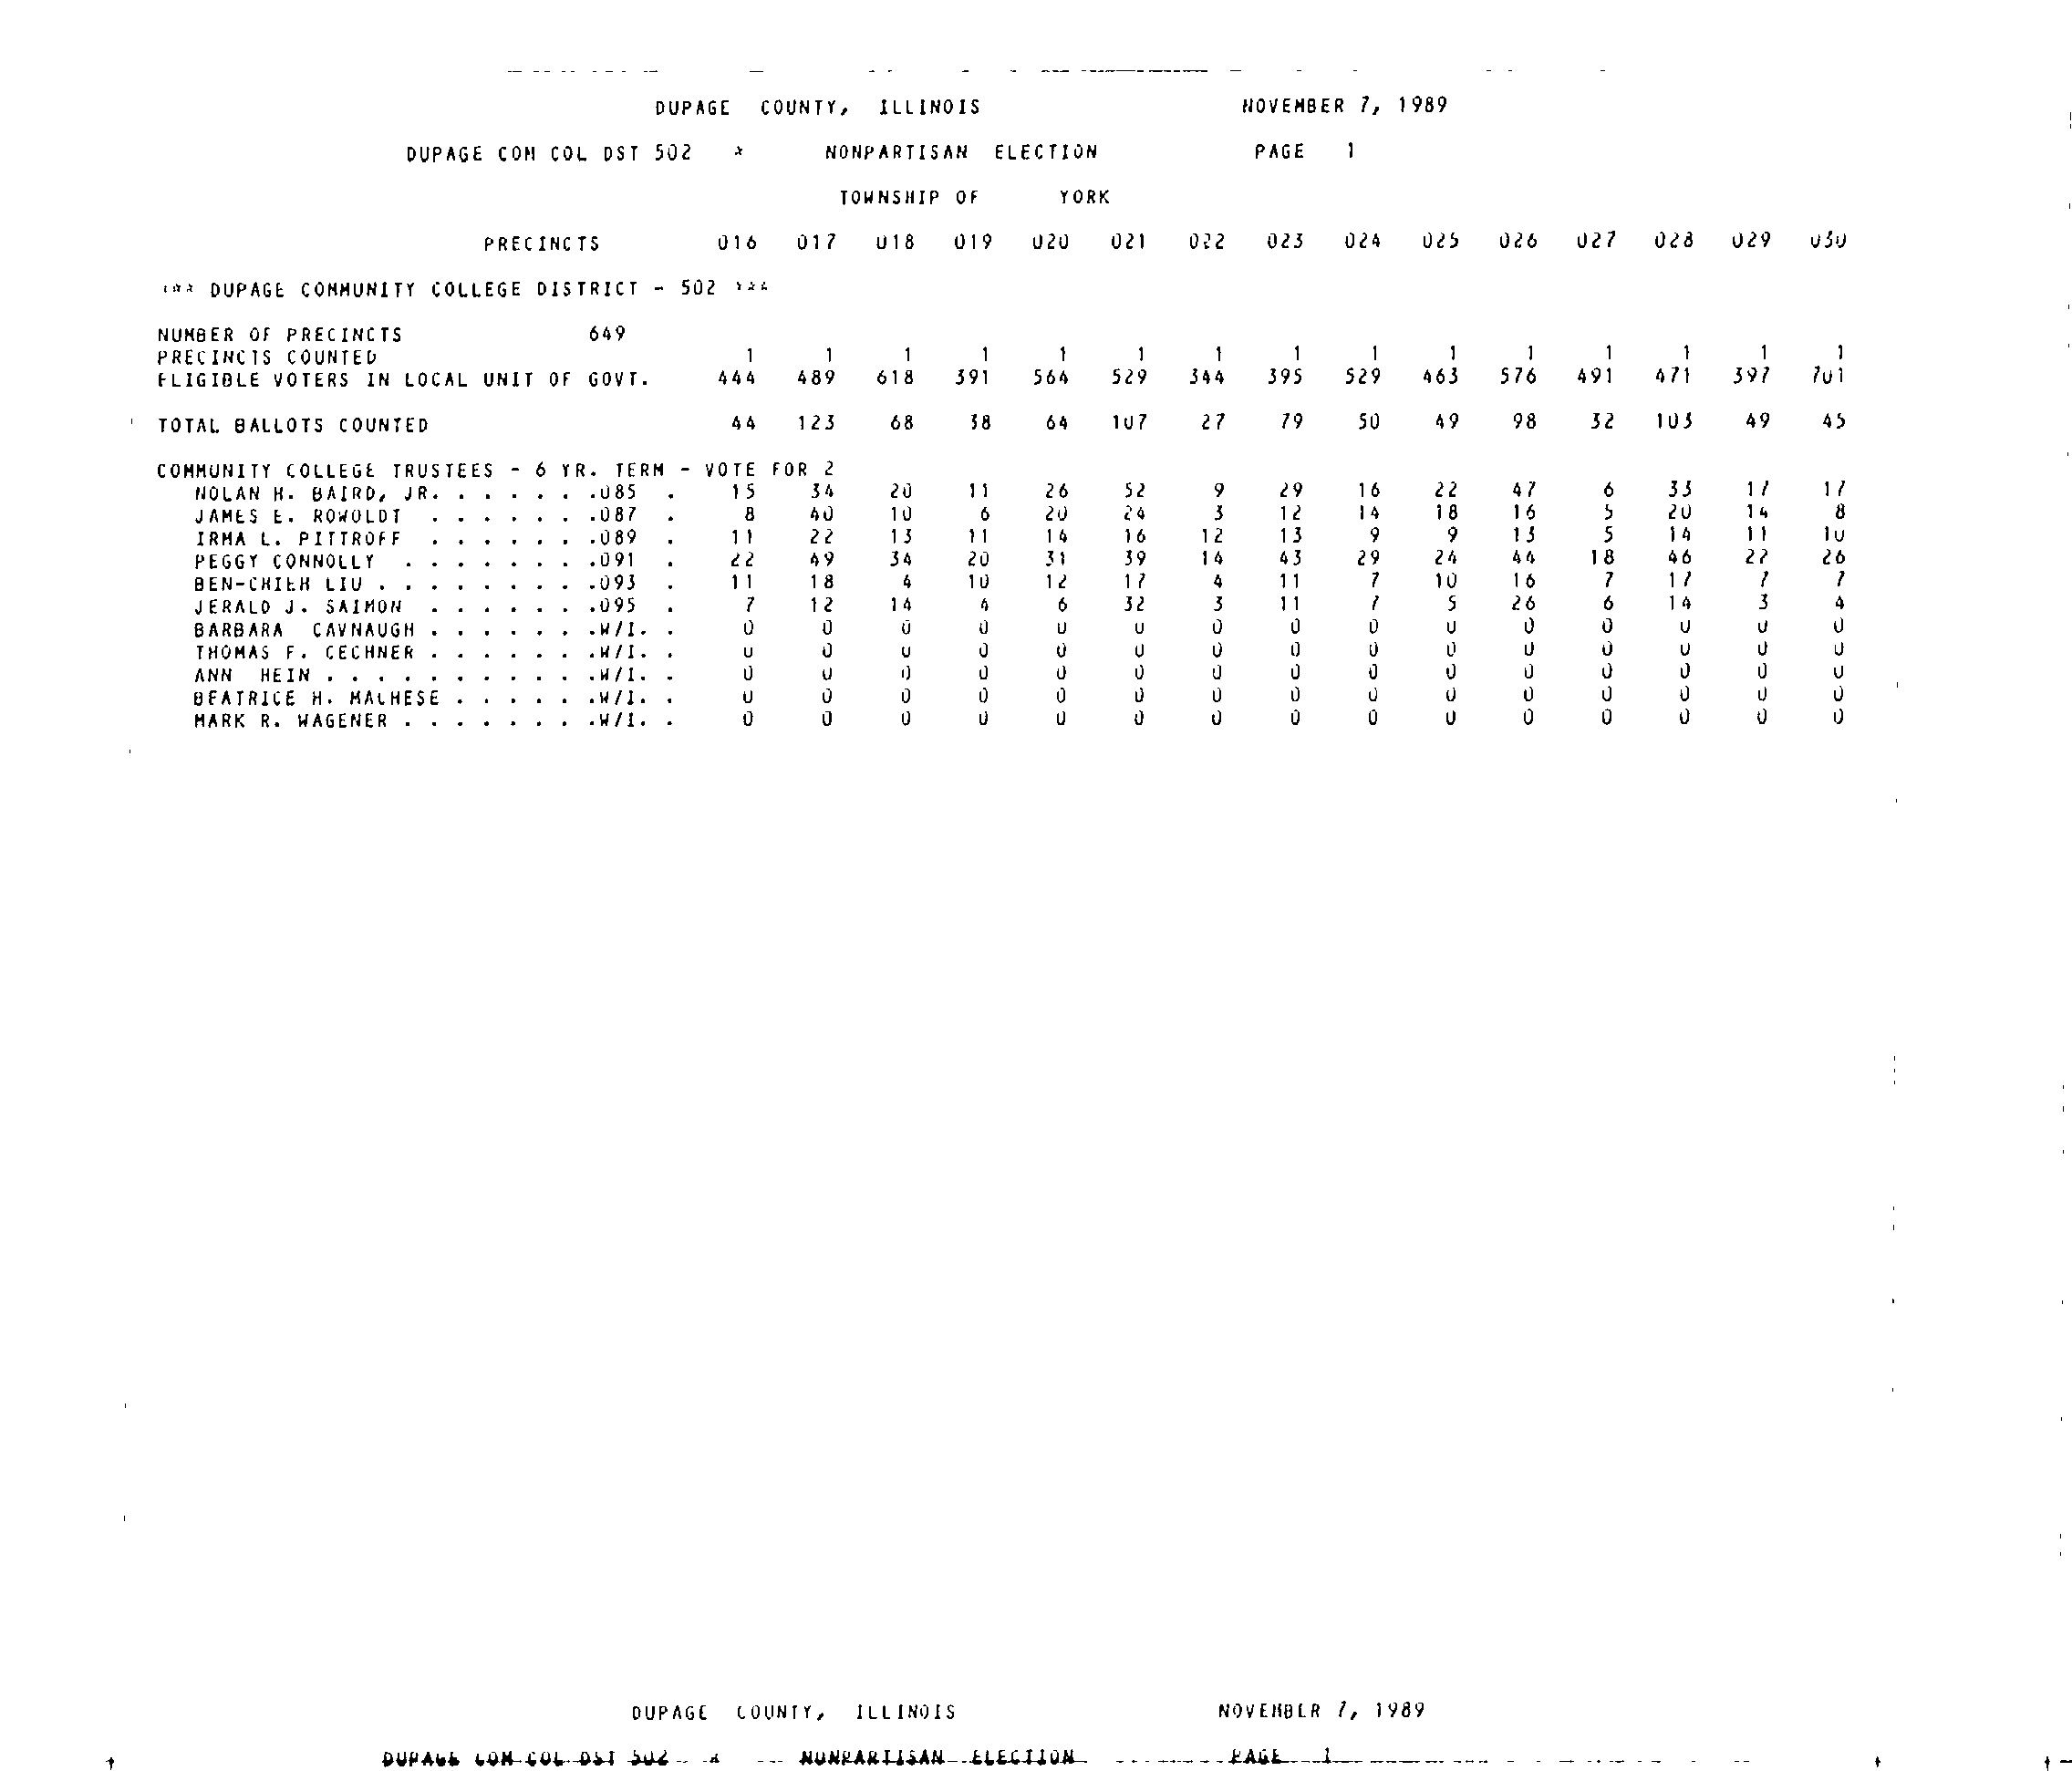 DUPAGE COUNTY, ILLINOIS NOVEMBER 7, 1989
DUPAGE COM COL DST 502 * NONPARTISAN ELECTION PAGE 1
TOWNSHIP OF YORK
PRECINCTS 016 017 018 019 020 021 022 023 024 025 026 027 028 029 030
*** DUPAGE COMMUNITY COLLEGE DISTRICT - 502 ***
NUMBER OF PRECINCTS 649
PRECINCTS COUNTED 1 1 1 1 1 1 1 1 1 1 1 1 1 1 1
ELIGIBLE VOTERS IN LOCAL UNIT OF GOVT. 444 489 618 391 564 529 344 395 529 463 576 491 471 397 701
TOTAL BALLOTS COUNTED 44 123 68 38 64 107 27 79 50 49 98 32 103 49 45
COMMUNITY COLLEGE TRUSTEES - 6 YR. TERM - VOTE FOR 2
NOLAN H. BAIRD, JR. . . . . . .085 . 15 34 20 11 26 52 9 29 16 22 47 6 33 17 17
JAMES E. ROWOLDT . . . . . . .087 . 8 40 10 6 20 24 3 12 14 18 16 5 20 14 8
IRMA L. PITTROFF . . . . . . .089 . 11 22 13 11 14 16 12 13 9 9 13 5 14 11 10
PEGGY CONNOLLY . . . . . . . .091 . 22 49 34 20 31 39 14 43 29 24 44 18 46 22 26
BEN-CHIEH LIU . . . . . . . . .093 . 11 18 4 10 12 17 4 11 7 10 16 7 17 7 7
JERALD J. SAIMON . . . . . . .095 . 7 12 14 4 6 32 3 11 7 5 26 6 14 3 4
BARBARA CAVNAUGH . . . . . . .W/I. . 0 0 0 0 0 0 0 0 0 0 0 0 0 0 0
THOMAS F. CECHNER . . . . . . .W/I. . 0 0 0 0 0 0 0 0 0 0 0 0 0 0 0
ANN HEIN . . . . . . . . . . .W/I. . 0 0 0 0 0 0 0 0 0 0 0 0 0 0 0
BEATRICE H. MALHESE . . . . . .W/I. . 0 0 0 0 0 0 0 0 0 0 0 0 0 0 0
MARK R. WAGENER . . . . . . . .W/I. . 0 0 0 0 0 0 0 0 0 0 0 0 0 0 0
DUPAGE COUNTY, ILLINOIS NOVEMBER 7, 1989
DUPAGE COM COL DST 502 * NONPARTISAN ELECTION PAGE 1